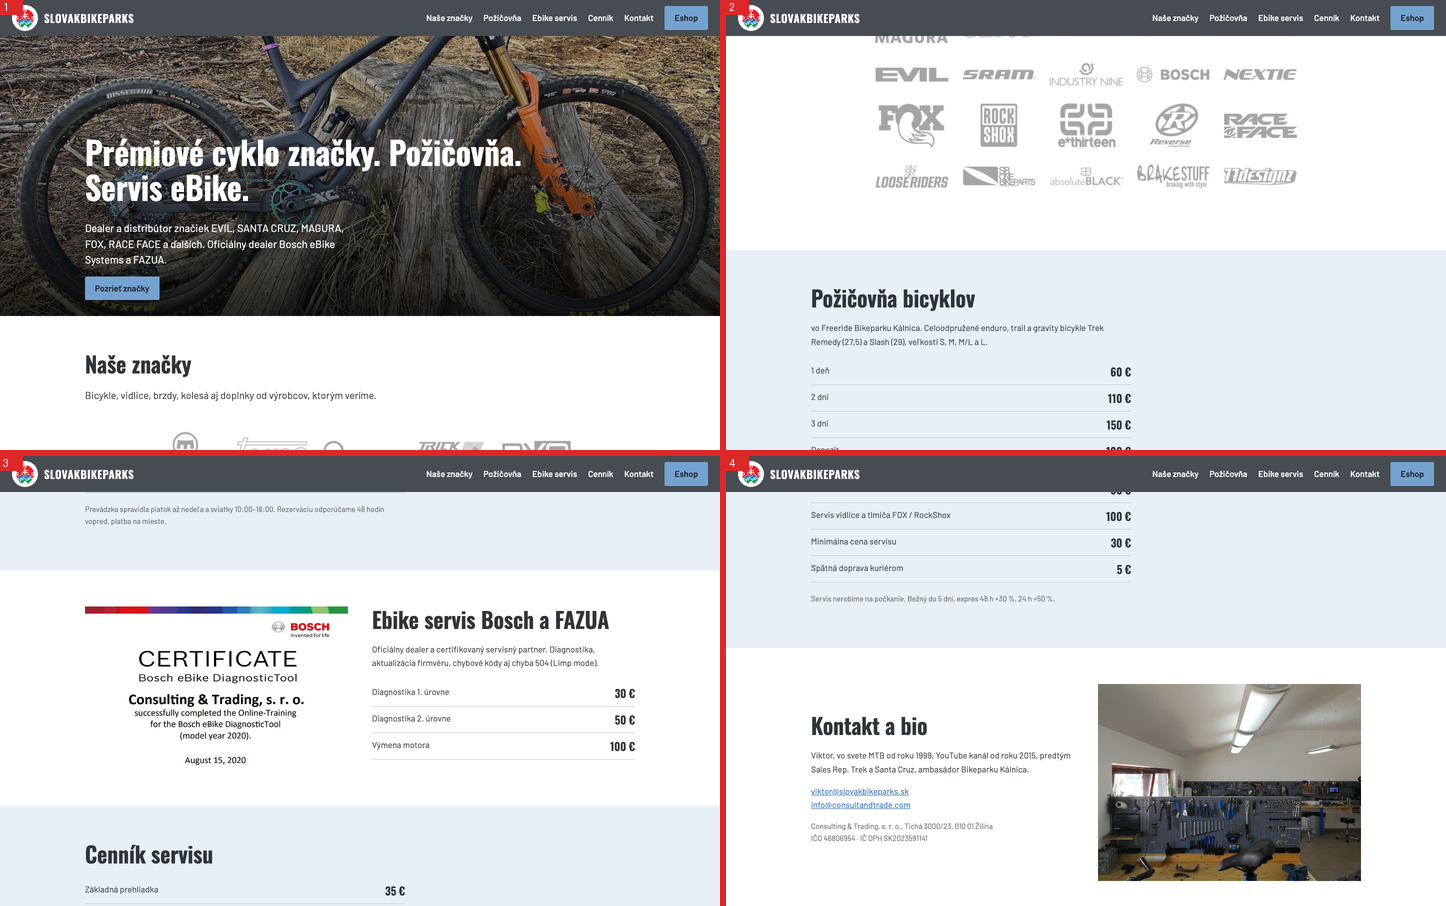 1
SLOVAKBIKEPARKS
Naše značky
Požičovňa
Ebike servis
Cenník
Kontakt
Eshop
Prémiové cyklo značky. Požičovňa.
Servis eBike.
Dealer a distribútor značiek EVIL, SANTA CRUZ, MAGURA,
FOX, RACE FACE a ďalších. Oficiálny dealer Bosch eBike
Systems a FAZUA.
Pozrieť značky
Naše značky
Bicykle, vidlice, brzdy, kolesá aj doplnky od výrobcov, ktorým veríme.
2
SLOVAKBIKEPARKS
Naše značky
Požičovňa
Ebike servis
Cenník
Kontakt
Eshop
MAGURA
EVIL
SRAM
INDUSTRY NINE
BOSCH
NEXTIE
FOX
ROCK
SHOX
e*thirteen
Reverse
RACE
FACE
LOOSERIDERS
absoluteBLACK
BRAKESTUFF
braking with style
Požičovňa bicyklov
vo Freeride Bikeparku Kálnica. Celoodpružené enduro, trail a gravity bicykle Trek
Remedy (27,5) a Slash (29), veľkosti S, M, M/L a L.
1 deň 60 €
2 dni 110 €
3 dni 150 €
3
SLOVAKBIKEPARKS
Naše značky
Požičovňa
Ebike servis
Cenník
Kontakt
Eshop
Prevádzka spravidla piatok až nedeľa a sviatky 10:00–18:00. Rezerváciu odporúčame 48 hodín
vopred, platba na mieste.
BOSCH
Invented for life
CERTIFICATE
Bosch eBike DiagnosticTool
Consulting & Trading, s. r. o.
successfully completed the Online-Training
for the Bosch eBike DiagnosticTool
(model year 2020).
August 15, 2020
Ebike servis Bosch a FAZUA
Oficiálny dealer a certifikovaný servisný partner. Diagnostika,
aktualizácia firmvéru, chybové kódy aj chyba 504 (Limp mode).
Diagnostika 1. úrovne 30 €
Diagnostika 2. úrovne 50 €
Výmena motora 100 €
Cenník servisu
Základná prehliadka 35 €
4
SLOVAKBIKEPARKS
Naše značky
Požičovňa
Ebike servis
Cenník
Kontakt
Eshop
Servis vidlice a tlmiča FOX / RockShox 100 €
Minimálna cena servisu 30 €
Spätná doprava kuriérom 5 €
Servis nerobíme na počkanie. Bežný do 5 dní, expres 48 h +30 %, 24 h +50 %.
Kontakt a bio
Viktor, vo svete MTB od roku 1999, YouTube kanál od roku 2015, predtým
Sales Rep. Trek a Santa Cruz, ambasádor Bikeparku Kálnica.
viktor@slovakbikeparks.sk
info@consultandtrade.com
Consulting & Trading, s. r. o., Tichá 3000/23, 010 01 Žilina
IČO 46806954 · IČ DPH SK2023591141